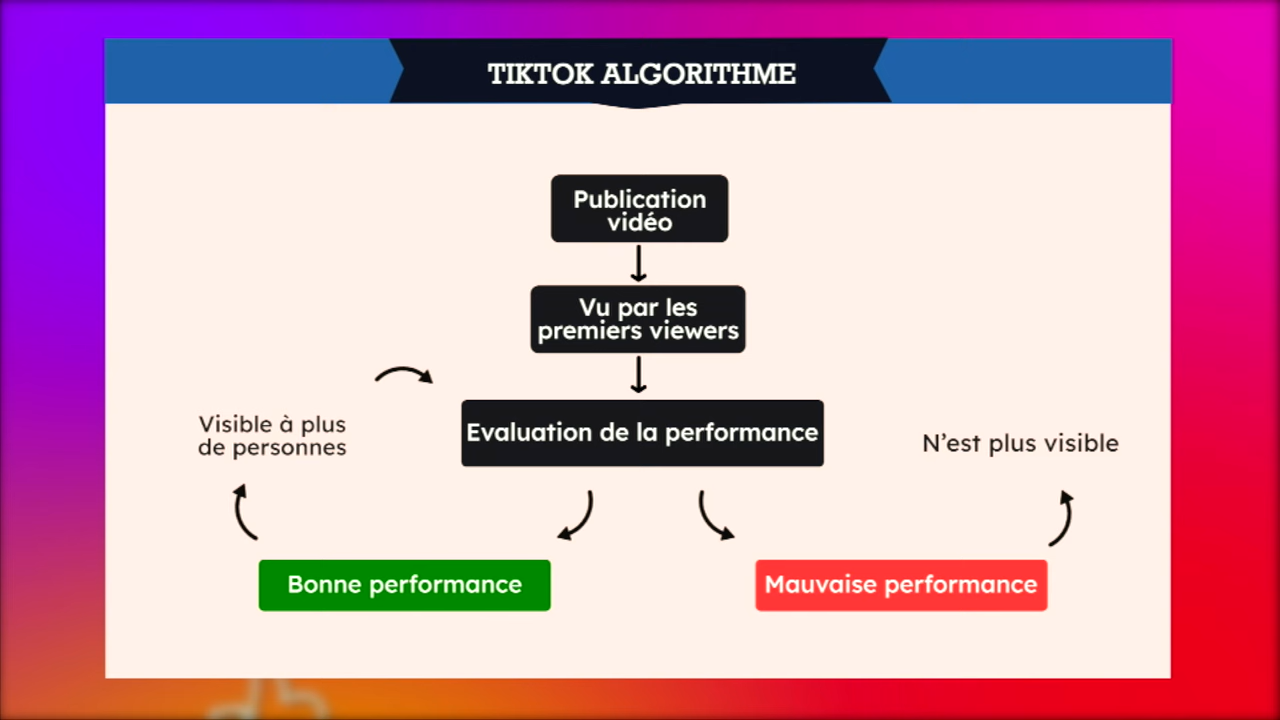 TIKTOK ALGORITHME
Publication
vidéo
Vu par les
premiers viewers
Visible à plus
de personnes
Evaluation de la performance
N'est plus visible
Bonne performance
Mauvaise performance